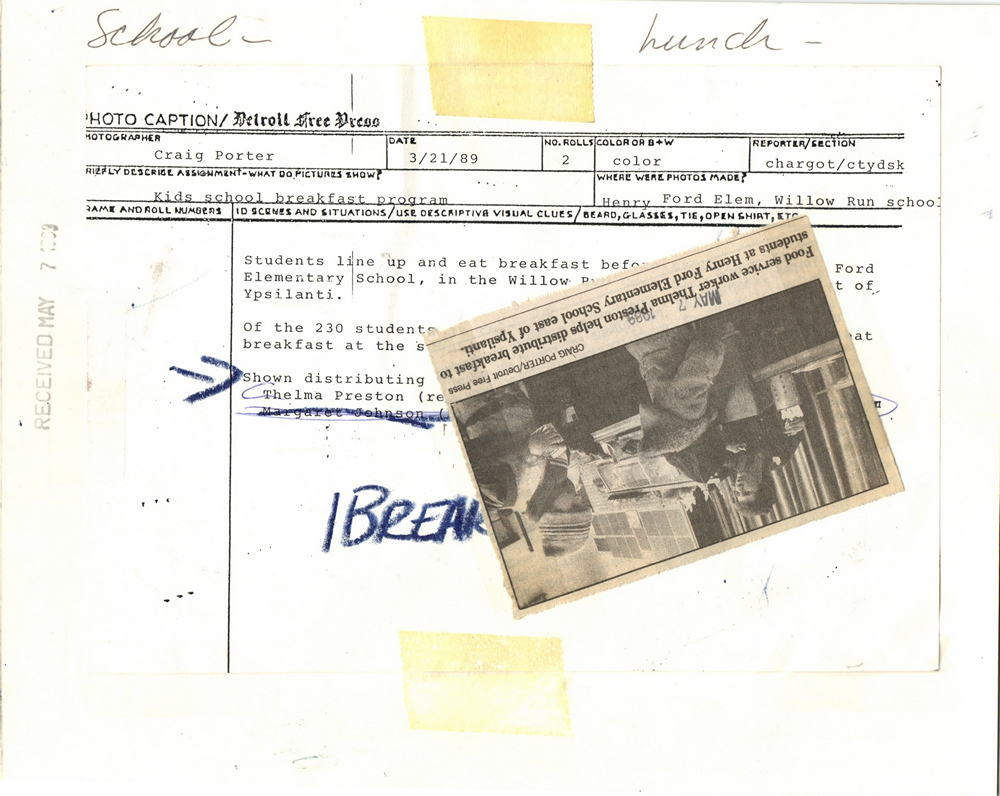 School - Lunch -
PHOTO CAPTION/ Detroit Free Press
PHOTOGRAPHER
Craig Porter
DATE
3/21/89
NO. ROLLS
2
COLOR OR B+W
color
REPORTER/SECTION
chargot/ctydsk
BRIEFLY DESCRIBE ASSIGNMENT-WHAT DO PICTURES SHOW?
Kids school breakfast program
WHERE WERE PHOTOS MADE?
Henry Ford Elem, Willow Run school
FRAME AND ROLL NUMBERS
ID SCENES AND SITUATIONS/USE DESCRIPTIVE VISUAL CLUES/BEARD, GLASSES, TIE, OPEN SHIRT, ETC
Students line up and eat breakfast befo Ford
Elementary School, in the Willow R t of
Ypsilanti.
Of the 230 students
breakfast at the s eat
Shown distributing
Thelma Preston (re
Margaret Johnson (
1BREAK
RECEIVED MAY 7 1989
Food service worker Thelma Preston helps distribute breakfast to
students at Henry Ford Elementary School east of Ypsilanti.
MAY 7 1989
CRAIG PORTER/Detroit Free Press